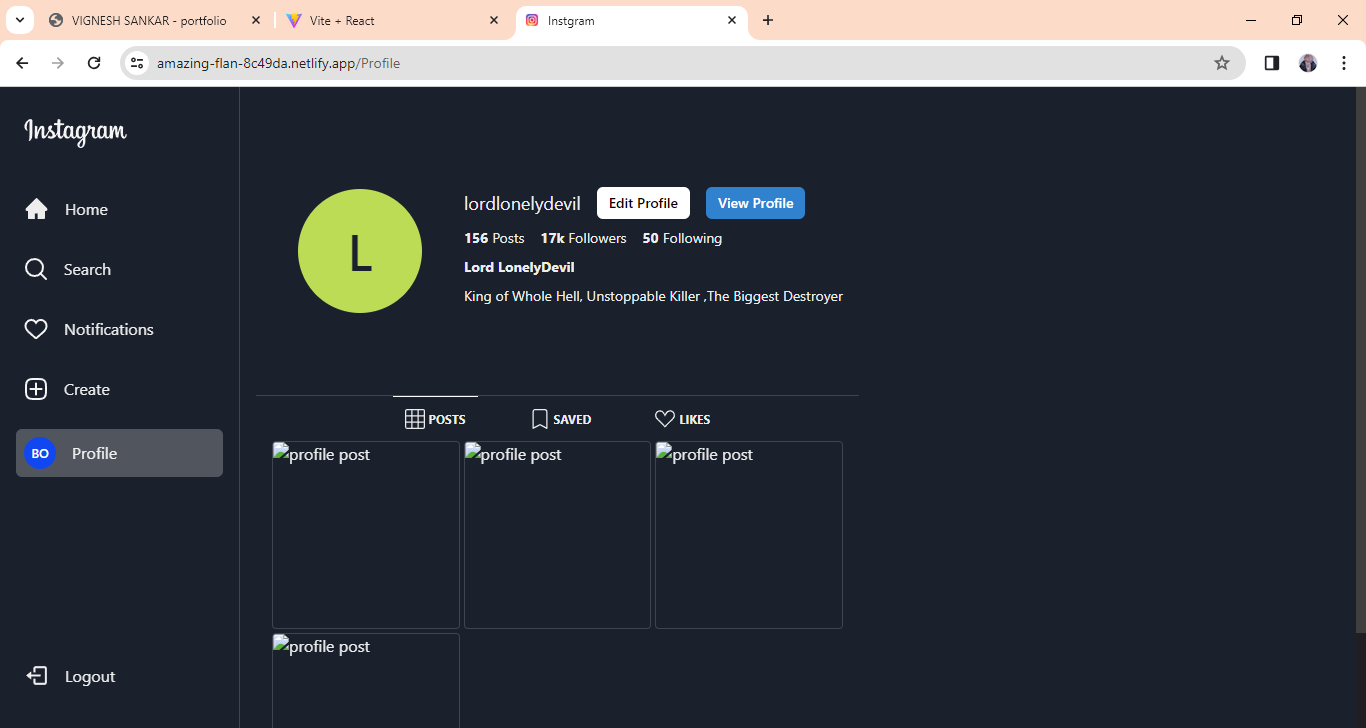 VIGNESH SANKAR - portfolio
Vite + React
Instgram
amazing-flan-8c49da.netlify.app/Profile
Instagram
Home
Search
Notifications
Create
BO Profile
Logout
L
lordlonelydevil Edit Profile View Profile
156 Posts 17k Followers 50 Following
Lord LonelyDevil
King of Whole Hell, Unstoppable Killer ,The Biggest Destroyer
POSTS SAVED LIKES
profile post profile post profile post
profile post